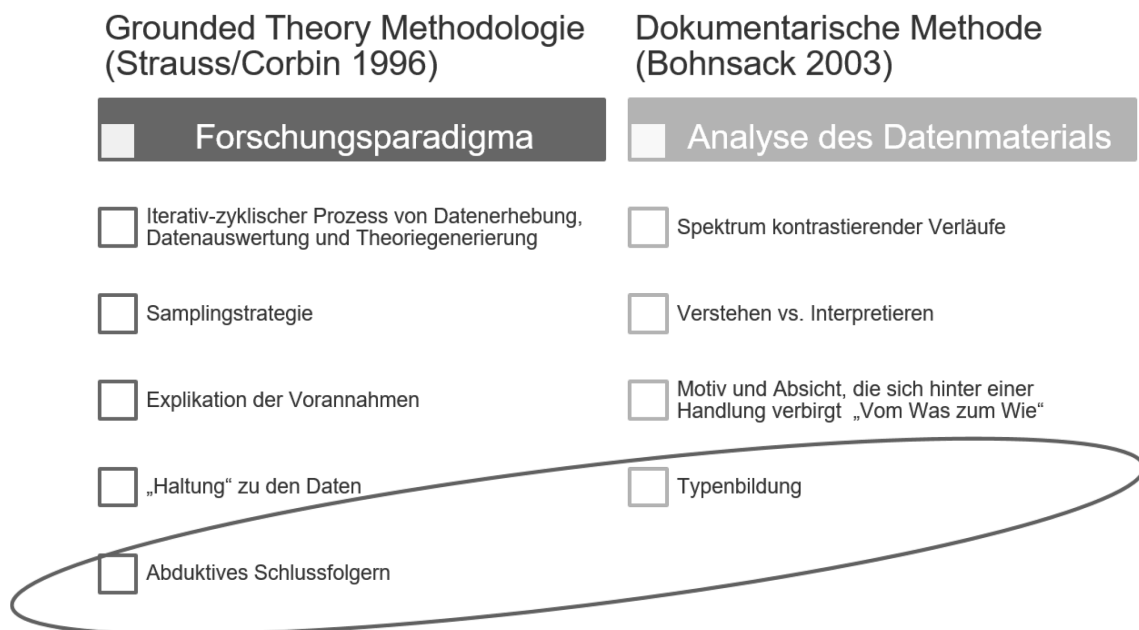 Grounded Theory Methodologie
(Strauss/Corbin 1996)
Forschungsparadigma
Iterativ-zyklischer Prozess von Datenerhebung,
Datenauswertung und Theoriegenerierung
Samplingstrategie
Explikation der Vorannahmen
„Haltung“ zu den Daten
Abduktives Schlussfolgern
Dokumentarische Methode
(Bohnsack 2003)
Analyse des Datenmaterials
Spektrum kontrastierender Verläufe
Verstehen vs. Interpretieren
Motiv und Absicht, die sich hinter einer
Handlung verbirgt „Vom Was zum Wie“
Typenbildung